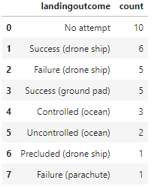 landingoutcome count
0 No attempt 10
1 Success (drone ship) 6
2 Failure (drone ship) 5
3 Success (ground pad) 5
4 Controlled (ocean) 3
5 Uncontrolled (ocean) 2
6 Precluded (drone ship) 1
7 Failure (parachute) 1